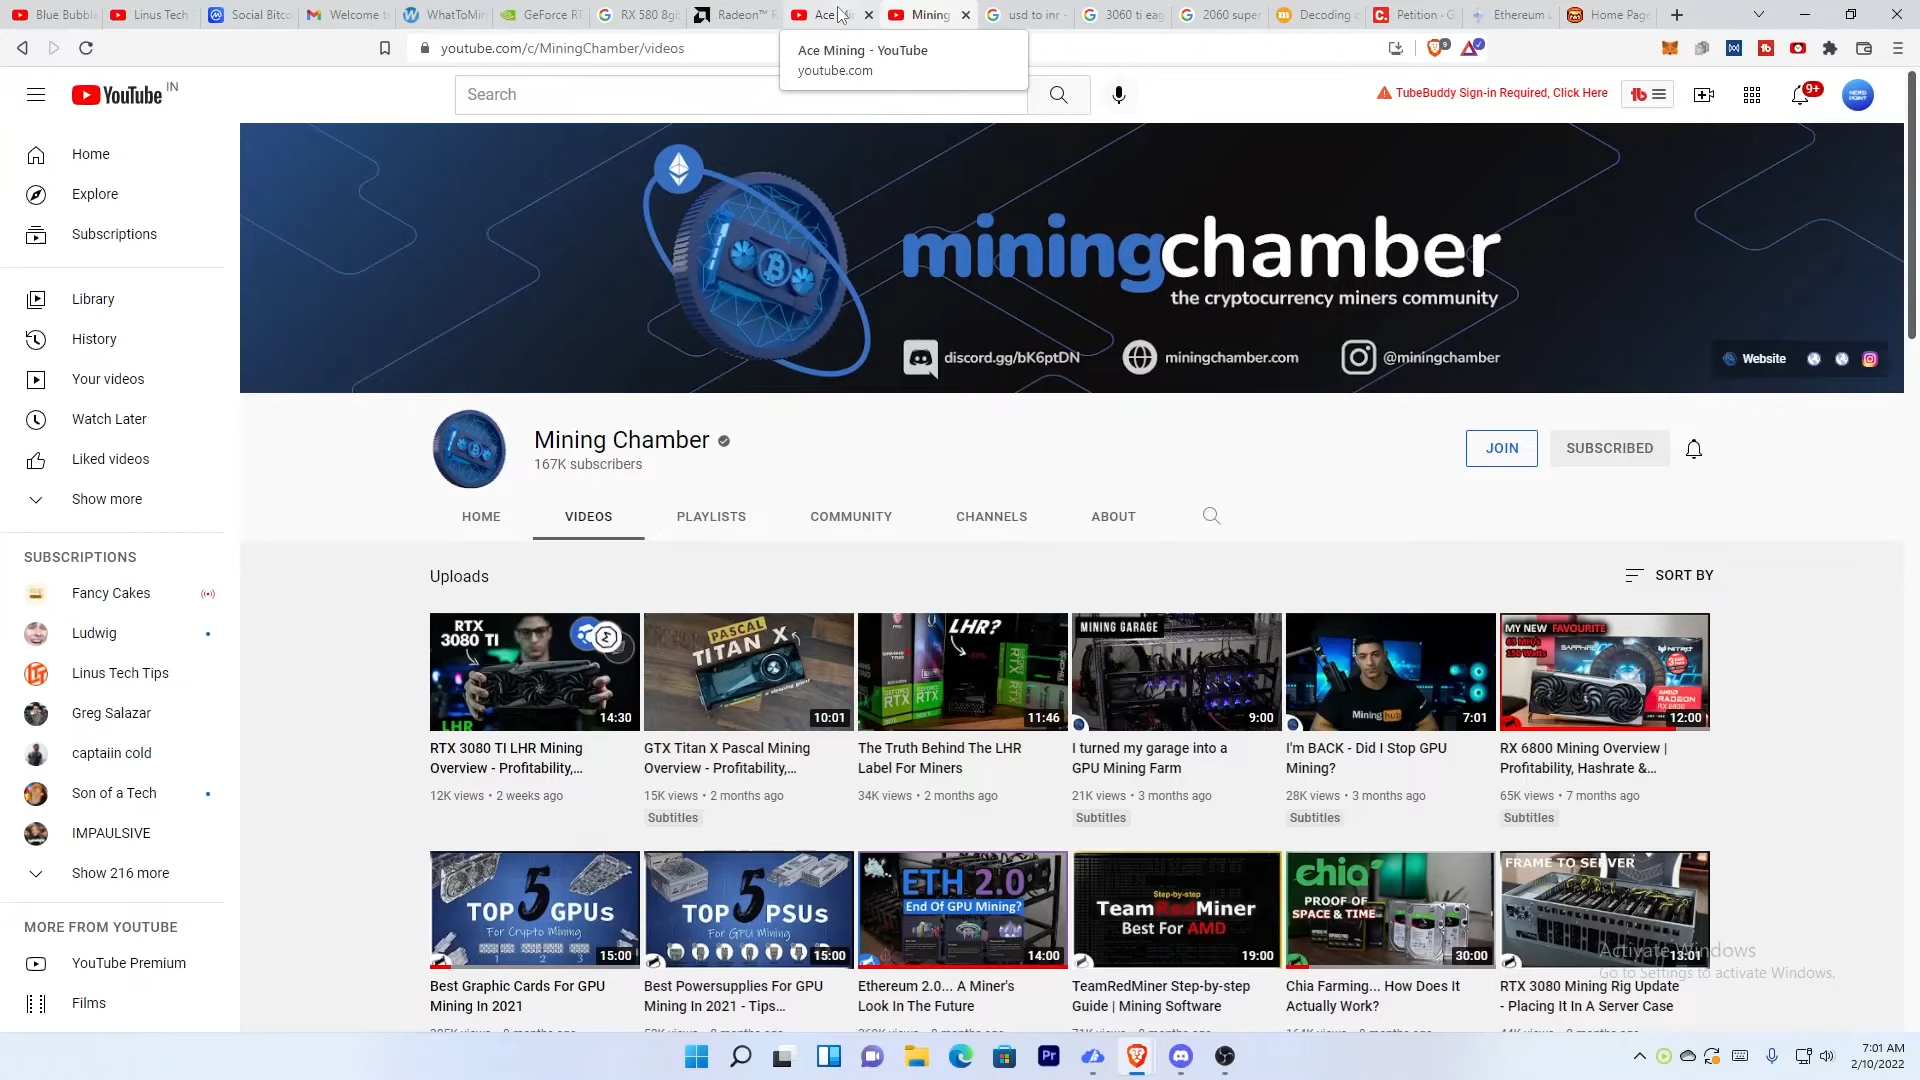 Blue Bubbl
Linus Tech
Social Bitco
Welcome t
WhatToMin
GeForce RT
RX 580 8gb
Radeon™ R
Ace Min
Mining
usd to inr -
3060 ti eag
2060 super
Decoding c
Petition - G
Ethereum u
Home Page
youtube.com/c/MiningChamber/videos
Ace Mining - YouTube
youtube.com
YouTube IN
Search
TubeBuddy Sign-in Required, Click Here
9+
Home
Explore
Subscriptions
Library
History
Your videos
Watch Later
Liked videos
Show more
SUBSCRIPTIONS
Fancy Cakes
Ludwig
Linus Tech Tips
Greg Salazar
captaiin cold
Son of a Tech
IMPAULSIVE
Show 216 more
MORE FROM YOUTUBE
YouTube Premium
Films
miningchamber
the cryptocurrency miners community
discord.gg/bK6ptDN
miningchamber.com
@miningchamber
Website
Mining Chamber
167K subscribers
JOIN
SUBSCRIBED
HOME
VIDEOS
PLAYLISTS
COMMUNITY
CHANNELS
ABOUT
Uploads
SORT BY
RTX
3080 TI
LHR
14:30
RTX 3080 TI LHR Mining
Overview - Profitability,...
12K views • 2 weeks ago
PASCAL
TITAN X
10:01
GTX Titan X Pascal Mining
Overview - Profitability,...
15K views • 2 months ago
Subtitles
LHR?
11:46
The Truth Behind The LHR
Label For Miners
34K views • 2 months ago
MINING GARAGE
9:00
I turned my garage into a
GPU Mining Farm
21K views • 3 months ago
Subtitles
Mining hub
7:01
I'm BACK - Did I Stop GPU
Mining?
28K views • 3 months ago
Subtitles
MY NEW FAVOURITE
12:00
RX 6800 Mining Overview |
Profitability, Hashrate &...
65K views • 7 months ago
Subtitles
TOP 5 GPUs
For Crypto Mining
15:00
Best Graphic Cards For GPU
Mining In 2021
TOP 5 PSUs
For GPU Mining
15:00
Best Powersupplies For GPU
Mining In 2021 - Tips...
ETH 2.0
End Of GPU Mining?
14:00
Ethereum 2.0... A Miner's
Look In The Future
Step-by-step
TeamRedMiner
Best For AMD
19:00
TeamRedMiner Step-by-step
Guide | Mining Software
chia
PROOF OF
SPACE & TIME
30:00
Chia Farming... How Does It
Actually Work?
FRAME TO SERVER
13:01
RTX 3080 Mining Rig Update
- Placing It In A Server Case
Activate Windows
Go to Settings to activate Windows.
7:01 AM
2/10/2022